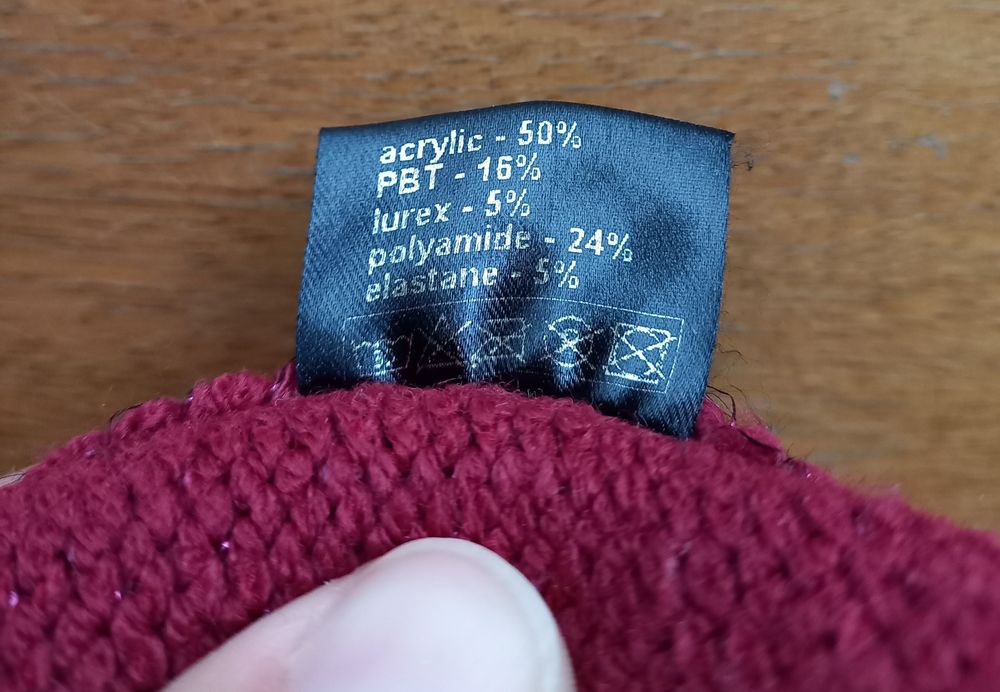 acrylic - 50%
PBT - 16%
lurex - 5%
polyamide - 24%
elastane - 5%